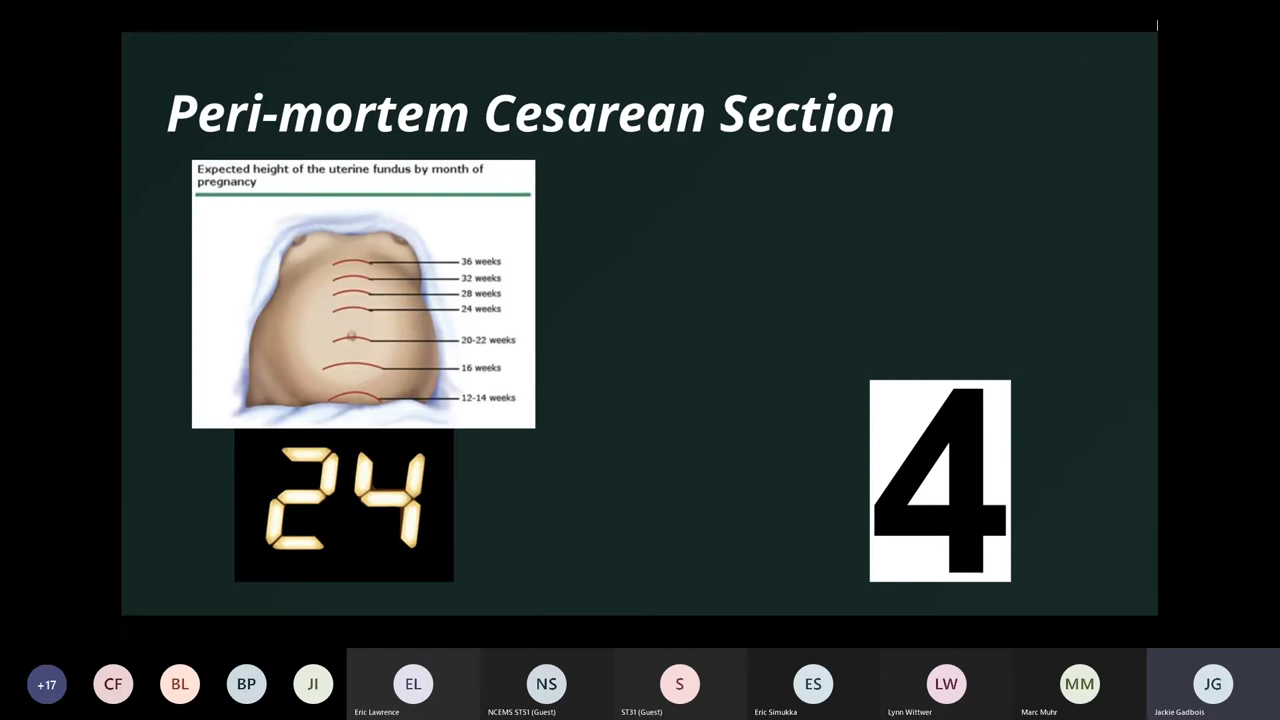 Peri-mortem Cesarean Section
Expected height of the uterine fundus by month of
pregnancy
36 weeks
32 weeks
28 weeks
24 weeks
20-22 weeks
16 weeks
12-14 weeks
24
4
+17
CF
BL
BP
JI
EL
NS
S
ES
LW
MM
JG
Eric Lawrence
NCEMS ST51 (Guest)
ST31 (Guest)
Eric Simukka
Lynn Wittwer
Marc Muhr
Jackie Gadbois